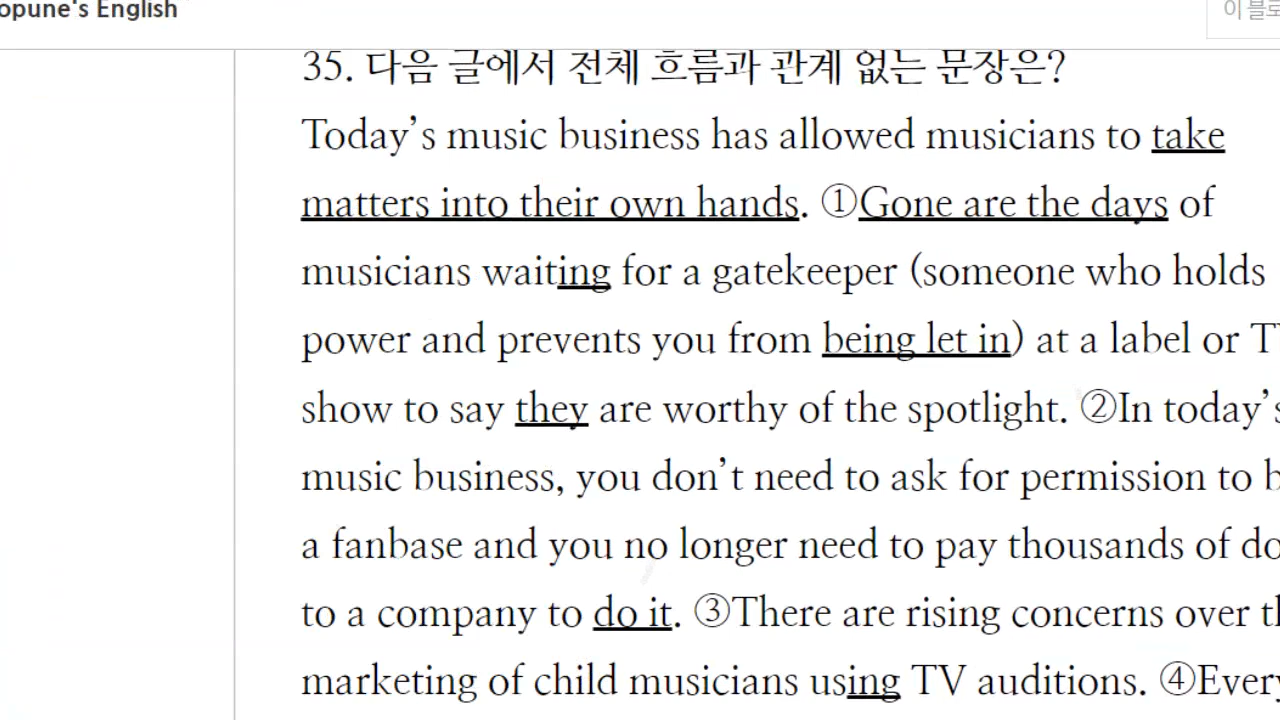 opune's English
이 블로
35. 다음 글에서 전체 흐름과 관계 없는 문장은?
Today's music business has allowed musicians to take
matters into their own hands. ①Gone are the days of
musicians waiting for a gatekeeper (someone who holds
power and prevents you from being let in) at a label or T
show to say they are worthy of the spotlight. ②In today's
music business, you don't need to ask for permission to b
a fanbase and you no longer need to pay thousands of do
to a company to do it. ③There are rising concerns over th
marketing of child musicians using TV auditions. ④Every